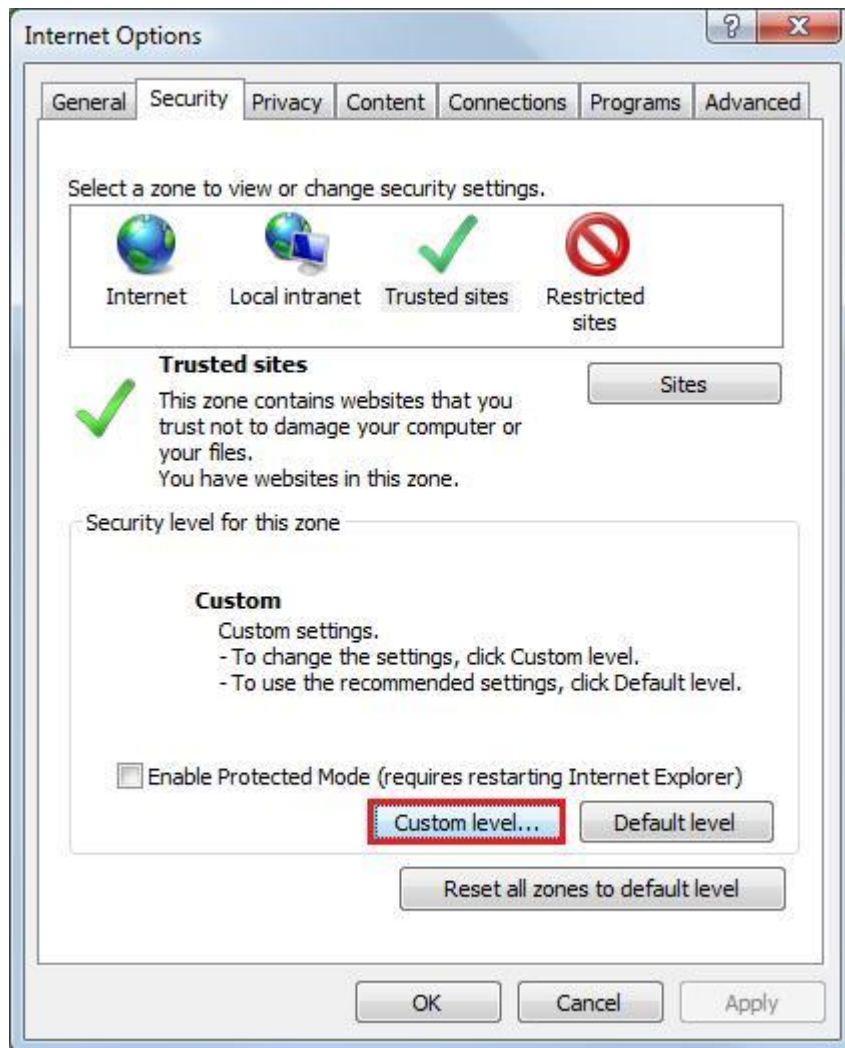 Internet Options
General Security Privacy Content Connections Programs Advanced
Select a zone to view or change security settings.
Internet Local intranet Trusted sites Restricted
sites
Trusted sites
Sites
This zone contains websites that you
trust not to damage your computer or
your files.
You have websites in this zone.
Security level for this zone
Custom
Custom settings.
- To change the settings, click Custom level.
- To use the recommended settings, click Default level.
Enable Protected Mode (requires restarting Internet Explorer)
Custom level... Default level
Reset all zones to default level
OK Cancel Apply